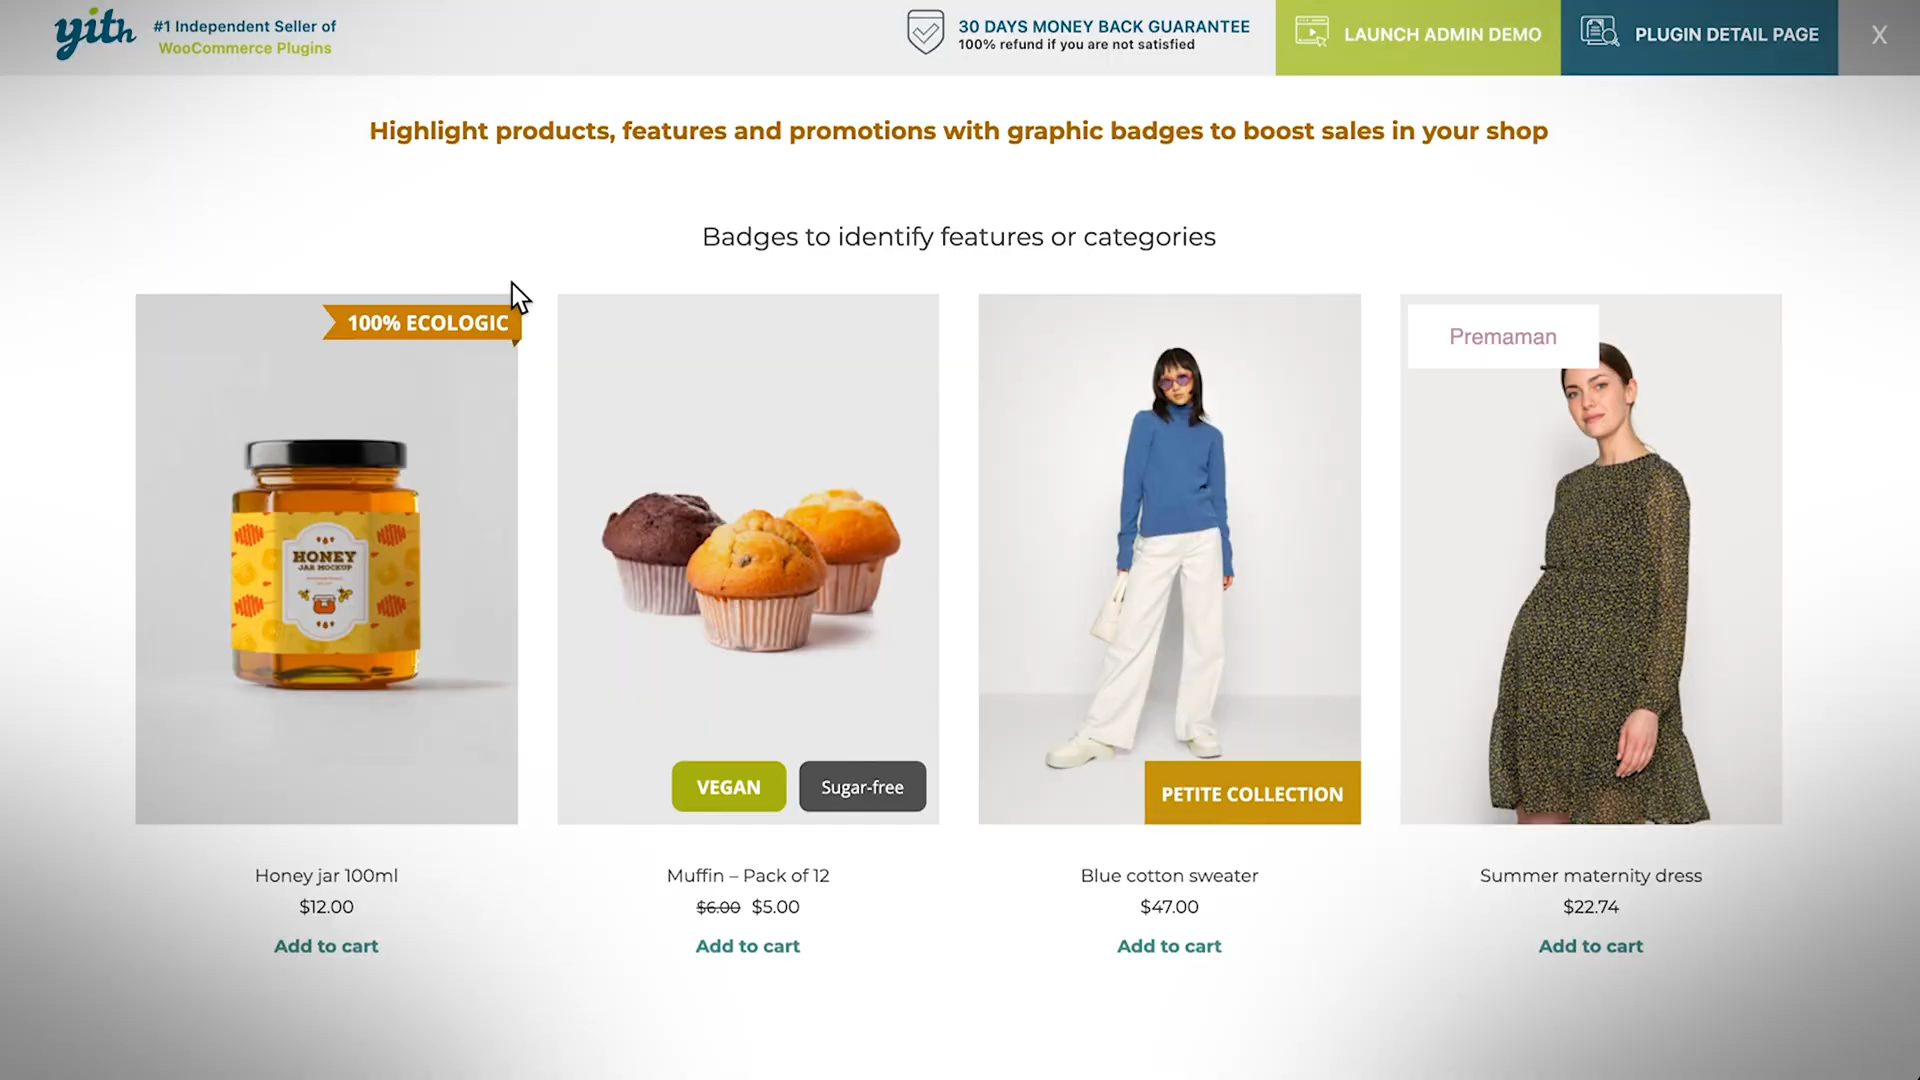 yith
#1 Independent Seller of
WooCommerce Plugins
30 DAYS MONEY BACK GUARANTEE
100% refund if you are not satisfied
LAUNCH ADMIN DEMO
PLUGIN DETAIL PAGE
X
Highlight products, features and promotions with graphic badges to boost sales in your shop
Badges to identify features or categories
100% ECOLOGIC
HONEY
JAR MOCKUP
VEGAN
Sugar-free
PETITE COLLECTION
Premaman
Honey jar 100ml
$12.00
Add to cart
Muffin – Pack of 12
$6.00 $5.00
Add to cart
Blue cotton sweater
$47.00
Add to cart
Summer maternity dress
$22.74
Add to cart